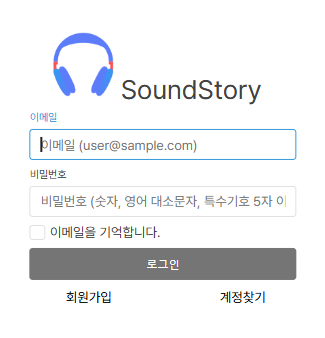 SoundStory
이메일
이메일 (user@sample.com)
비밀번호
비밀번호 (숫자, 영어 대소문자, 특수기호 5자 이
이메일을 기억합니다.
로그인
회원가입 계정찾기